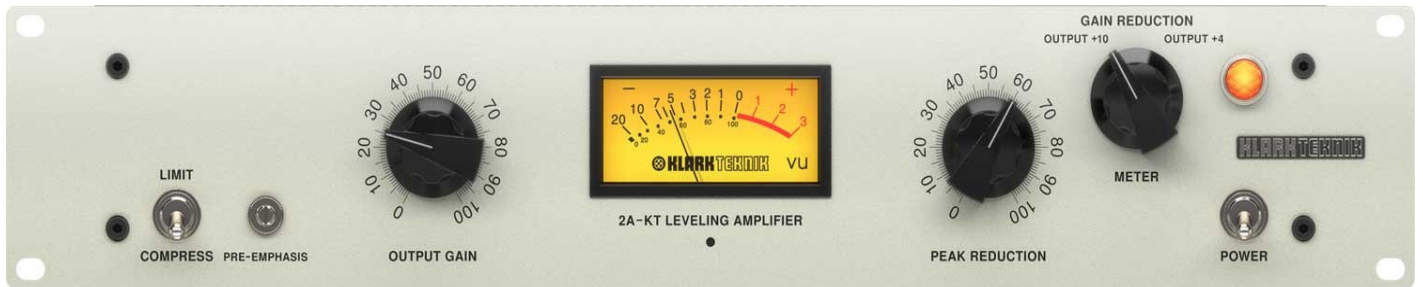 LIMIT
COMPRESS
PRE-EMPHASIS
0 10 20 30 40 50 60 70 80 90 100
OUTPUT GAIN
− +
20 10 7 5 3 2 1 0 1 2 3
0 20 40 60 80 100
KLARK TEKNIK VU
2A-KT LEVELING AMPLIFIER
0 10 20 30 40 50 60 70 80 90 100
PEAK REDUCTION
GAIN REDUCTION
OUTPUT +10 OUTPUT +4
METER
KLARK TEKNIK
POWER